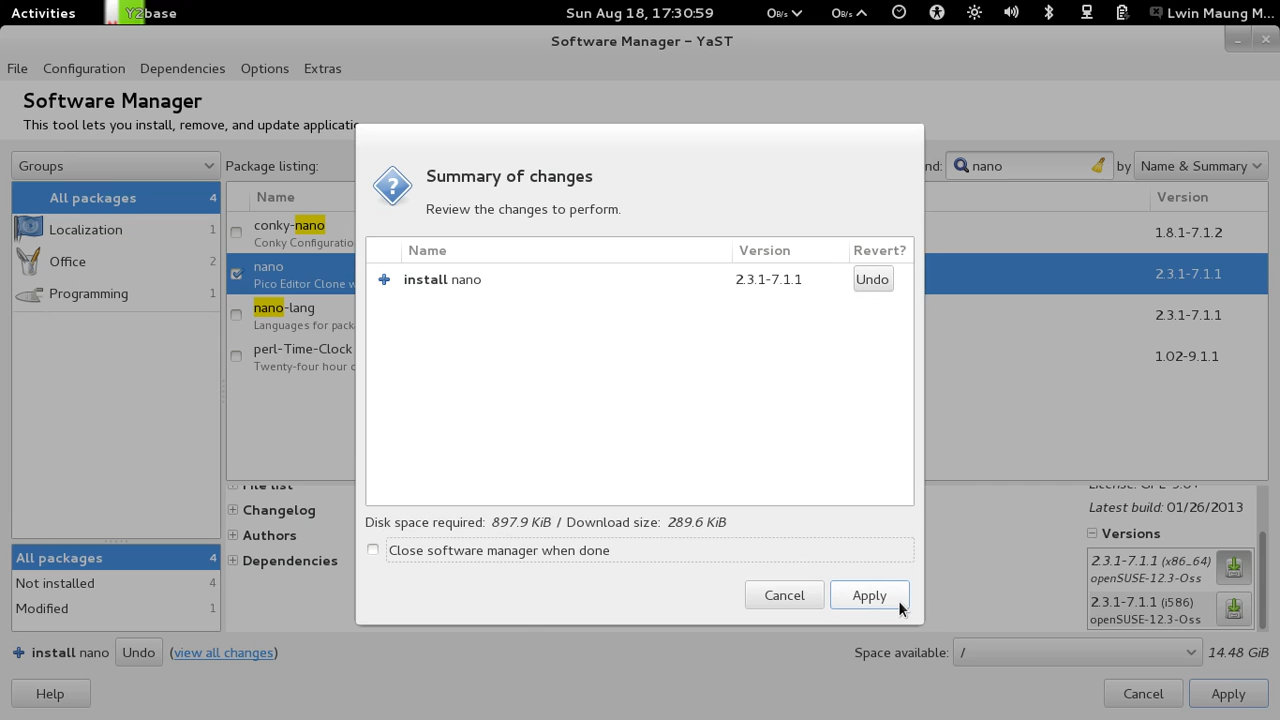 Activities
Y2base
Sun Aug 18, 17:30:59
0B/s
0B/s
Lwin Maung M...
Software Manager – YaST
File Configuration Dependencies Options Extras
Software Manager
This tool lets you install, remove, and update applicatio
Groups
Package listing:
nd:
nano
by
Name & Summary
All packages 4
Localization 1
Office 2
Programming 1
Name
Version
conky-nano
Conky Configuratio
1.8.1-7.1.2
nano
Pico Editor Clone w
2.3.1-7.1.1
nano-lang
Languages for pack
2.3.1-7.1.1
perl-Time-Clock
Twenty-four hour c
1.02-9.1.1
?
Summary of changes
Review the changes to perform.
Name Version Revert?
install nano 2.3.1-7.1.1 Undo
Disk space required: 897.9 KiB / Download size: 289.6 KiB
Close software manager when done
Cancel Apply
File list
Changelog
Authors
Dependencies
License: GPL-3.0+
Latest build: 01/26/2013
Versions
2.3.1-7.1.1 (x86_64)
openSUSE-12.3-Oss
2.3.1-7.1.1 (i586)
openSUSE-12.3-Oss
All packages 4
Not installed 4
Modified 1
install nano Undo (view all changes)
Space available: / 14.48 GiB
Help
Cancel Apply